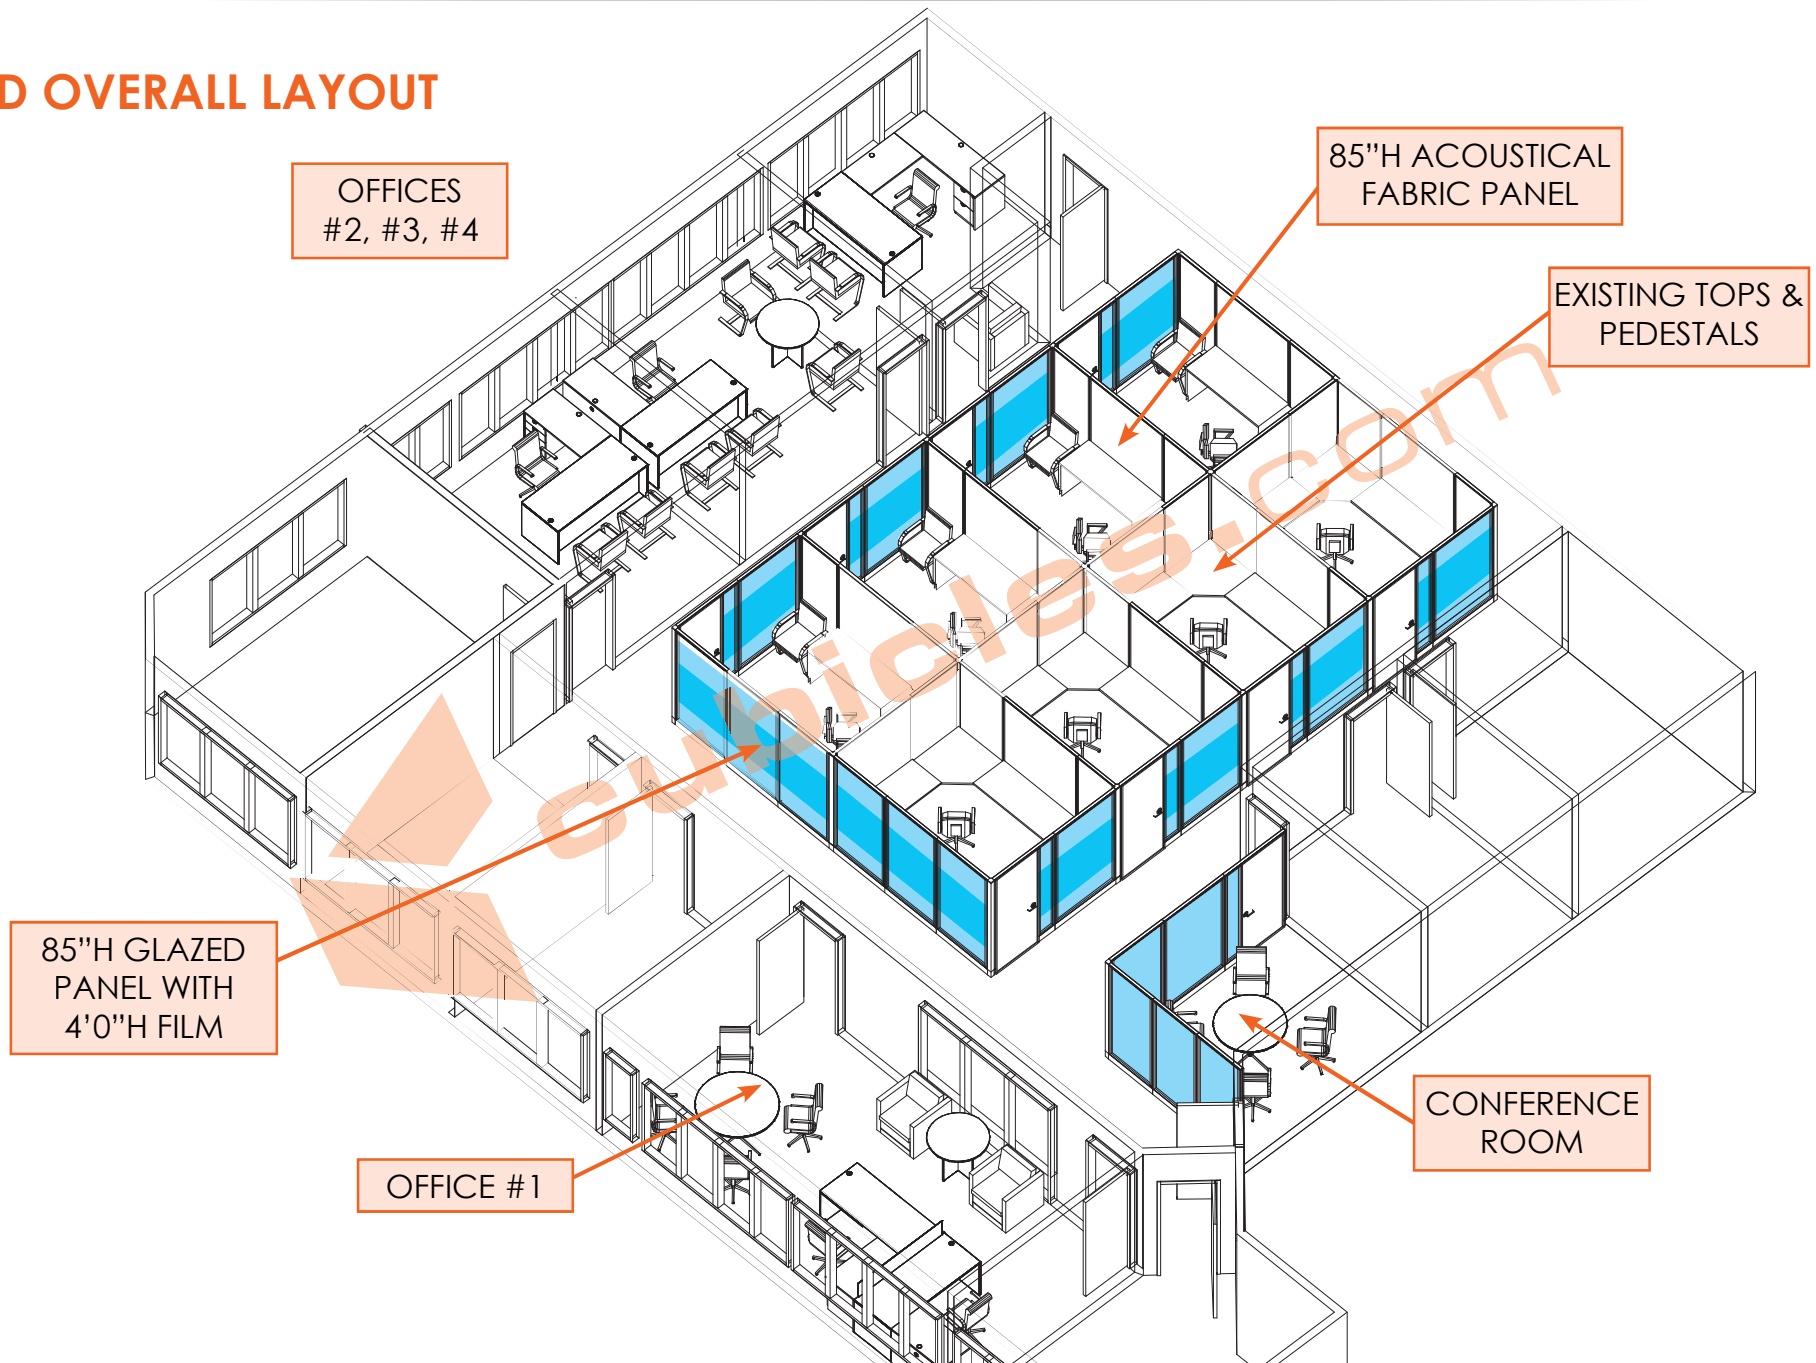 D OVERALL LAYOUT
OFFICES
#2, #3, #4
85”H ACOUSTICAL
FABRIC PANEL
EXISTING TOPS &
PEDESTALS
cubicles.com
85”H GLAZED
PANEL WITH
4’0”H FILM
CONFERENCE
ROOM
OFFICE #1